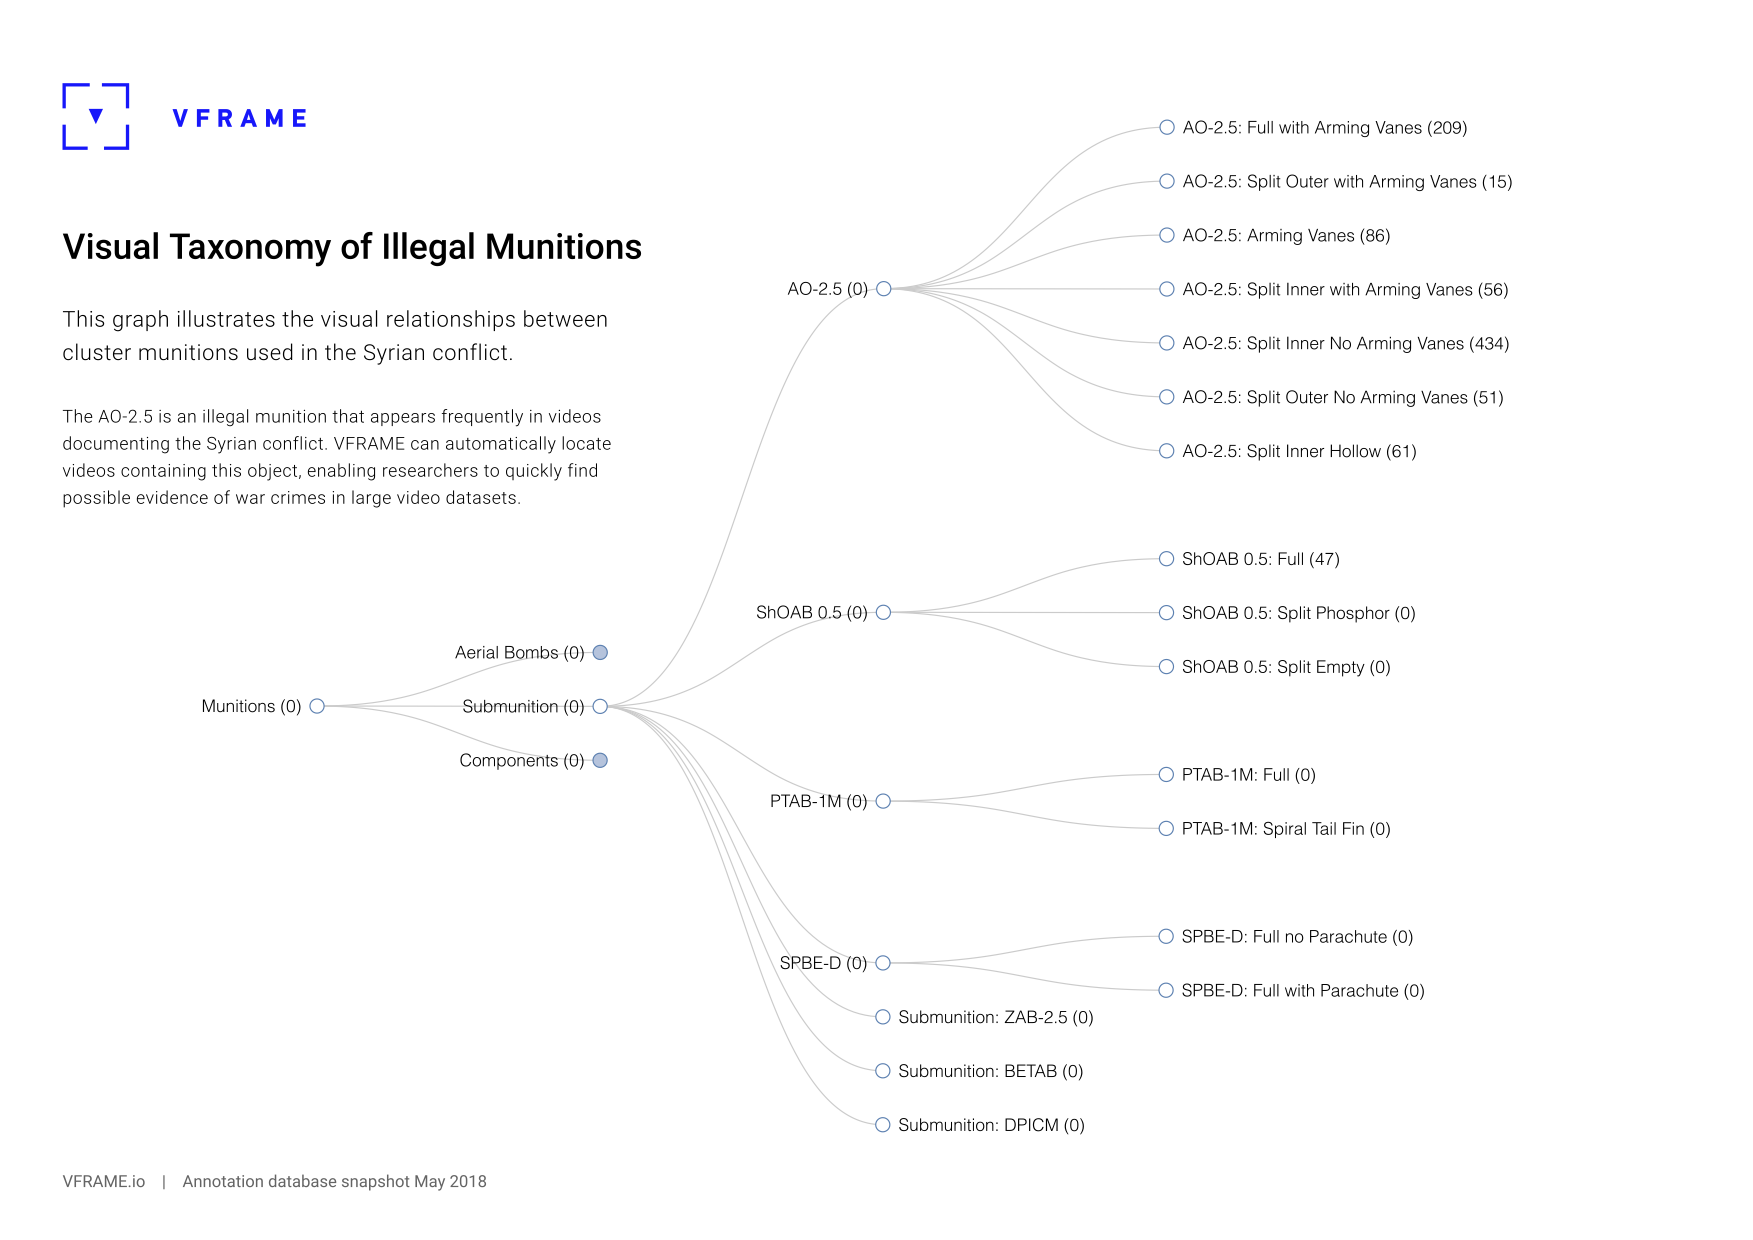 VFRAME
Visual Taxonomy of Illegal Munitions
This graph illustrates the visual relationships between
cluster munitions used in the Syrian conflict.
The AO-2.5 is an illegal munition that appears frequently in videos
documenting the Syrian conflict. VFRAME can automatically locate
videos containing this object, enabling researchers to quickly find
possible evidence of war crimes in large video datasets.
Munitions (0)
Aerial Bombs (0)
Submunition (0)
Components (0)
AO-2.5 (0)
AO-2.5: Full with Arming Vanes (209)
AO-2.5: Split Outer with Arming Vanes (15)
AO-2.5: Arming Vanes (86)
AO-2.5: Split Inner with Arming Vanes (56)
AO-2.5: Split Inner No Arming Vanes (434)
AO-2.5: Split Outer No Arming Vanes (51)
AO-2.5: Split Inner Hollow (61)
ShOAB 0.5 (0)
ShOAB 0.5: Full (47)
ShOAB 0.5: Split Phosphor (0)
ShOAB 0.5: Split Empty (0)
PTAB-1M (0)
PTAB-1M: Full (0)
PTAB-1M: Spiral Tail Fin (0)
SPBE-D (0)
SPBE-D: Full no Parachute (0)
SPBE-D: Full with Parachute (0)
Submunition: ZAB-2.5 (0)
Submunition: BETAB (0)
Submunition: DPICM (0)
VFRAME.io | Annotation database snapshot May 2018